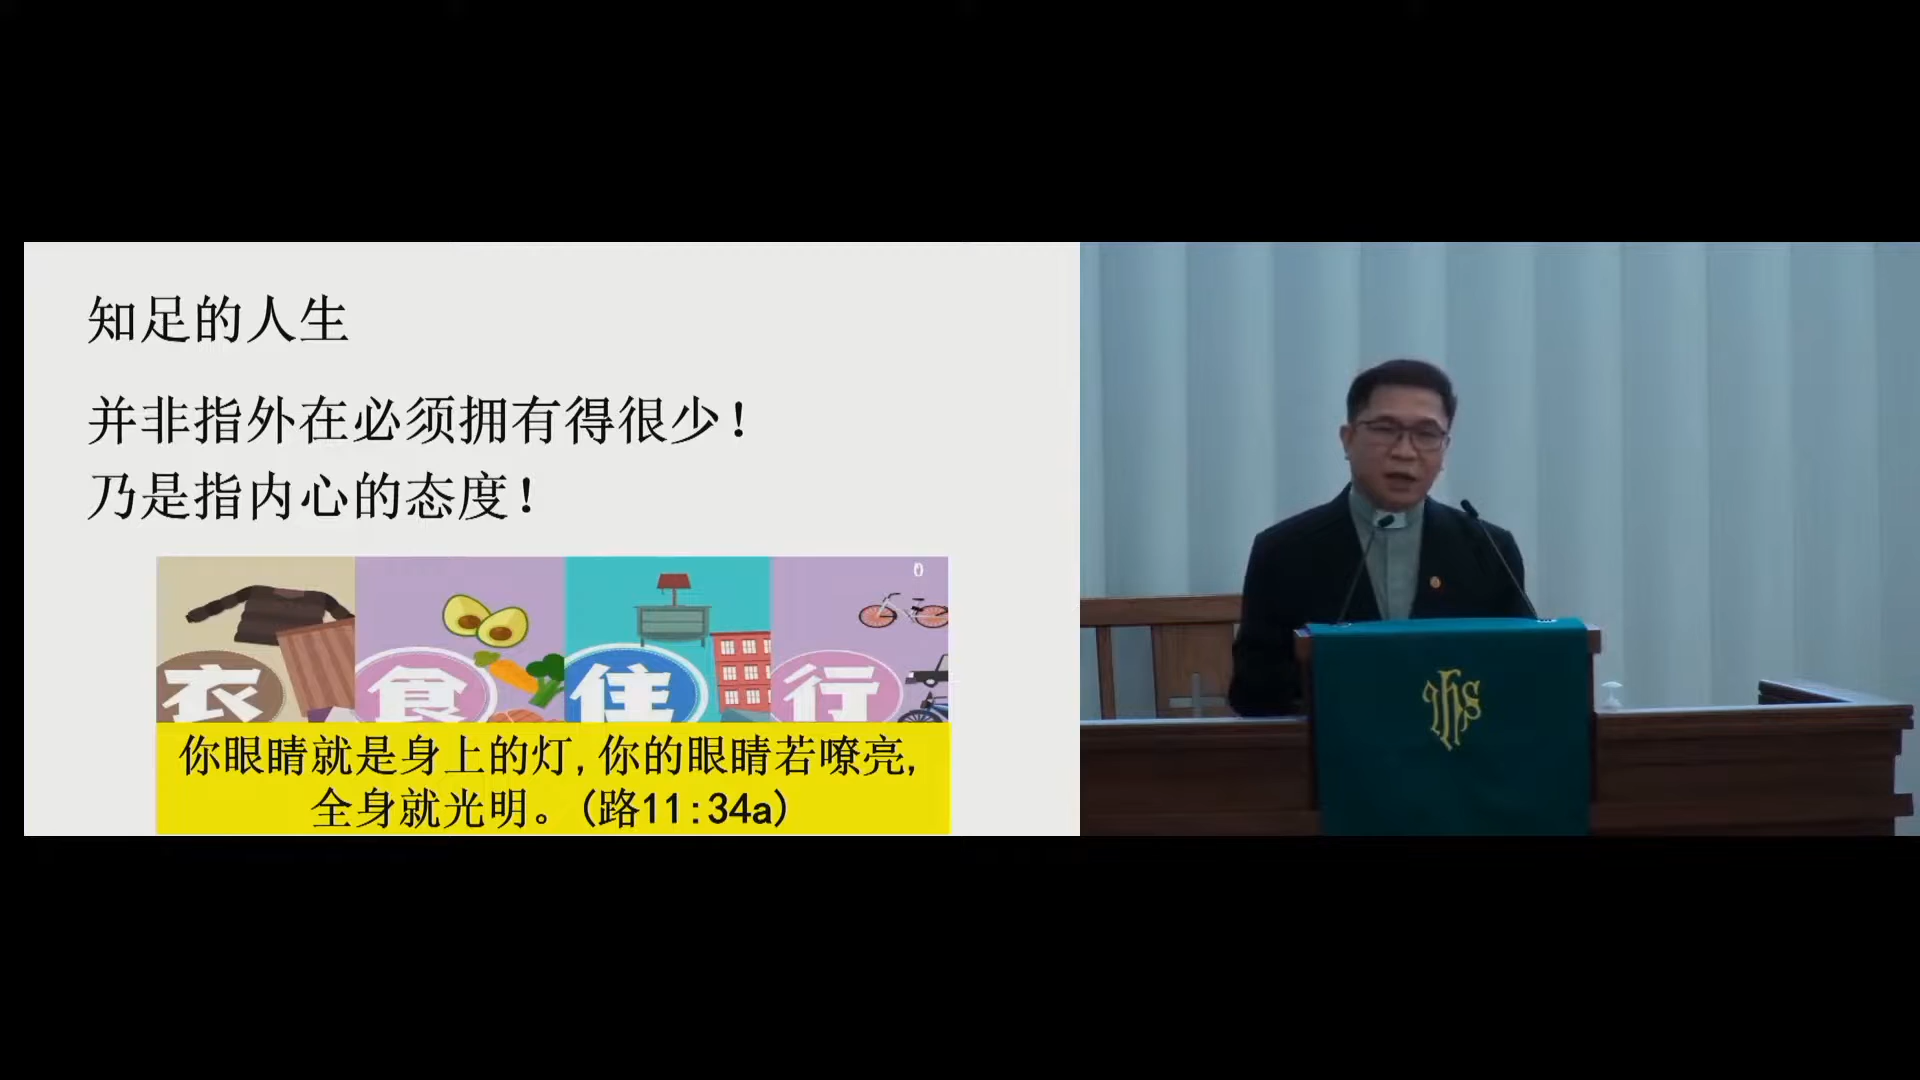 知足的人生
并非指外在必须拥有得很少！
乃是指内心的态度！
衣 食 住 行
你眼睛就是身上的灯,你的眼睛若嘹亮,
全身就光明。(路11:34a)
IHS